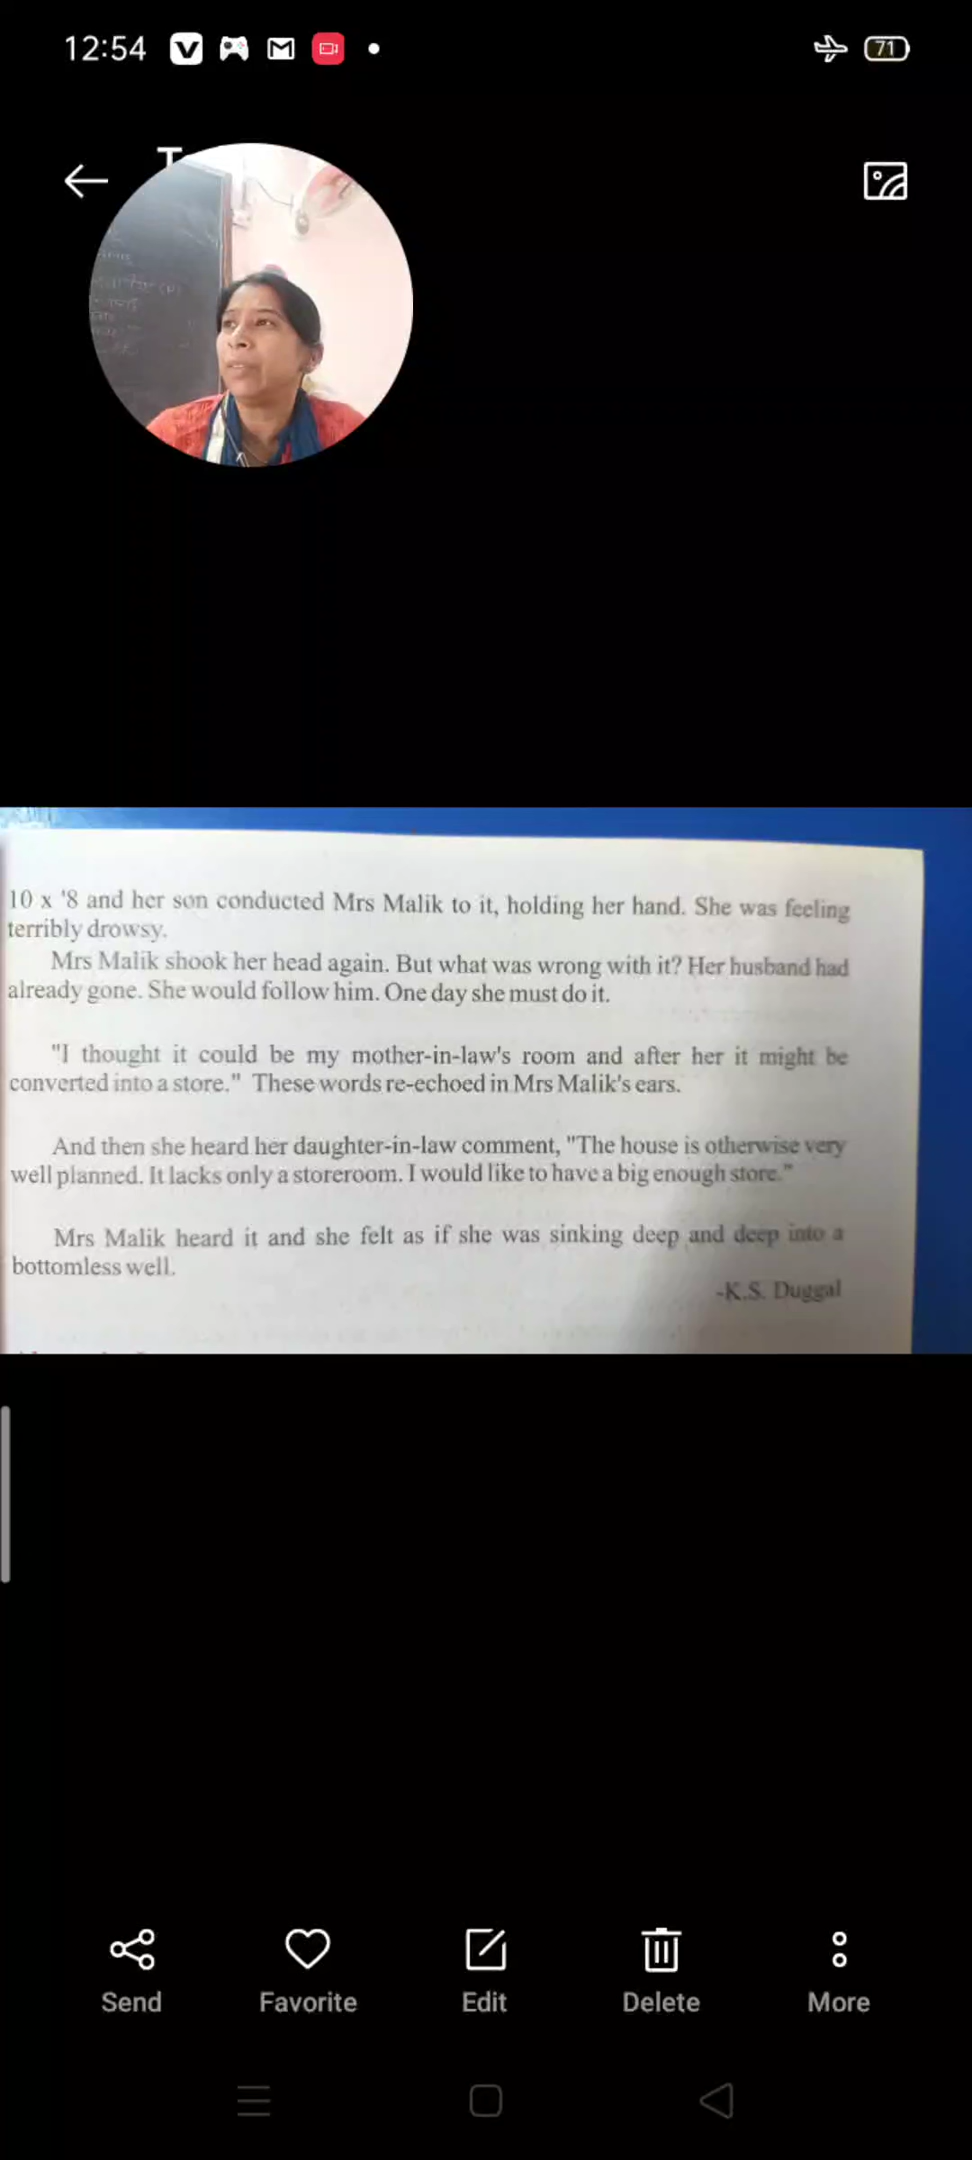 12:54
71
10 x '8 and her son conducted Mrs Malik to it, holding her hand. She was feeling
terribly drowsy.
Mrs Malik shook her head again. But what was wrong with it? Her husband had
already gone. She would follow him. One day she must do it.
"I thought it could be my mother-in-law's room and after her it might be
converted into a store." These words re-echoed in Mrs Malik's ears.
And then she heard her daughter-in-law comment, "The house is otherwise very
well planned. It lacks only a storeroom. I would like to have a big enough store."
Mrs Malik heard it and she felt as if she was sinking deep and deep into a
bottomless well.
-K.S. Duggal
Send Favorite Edit Delete More